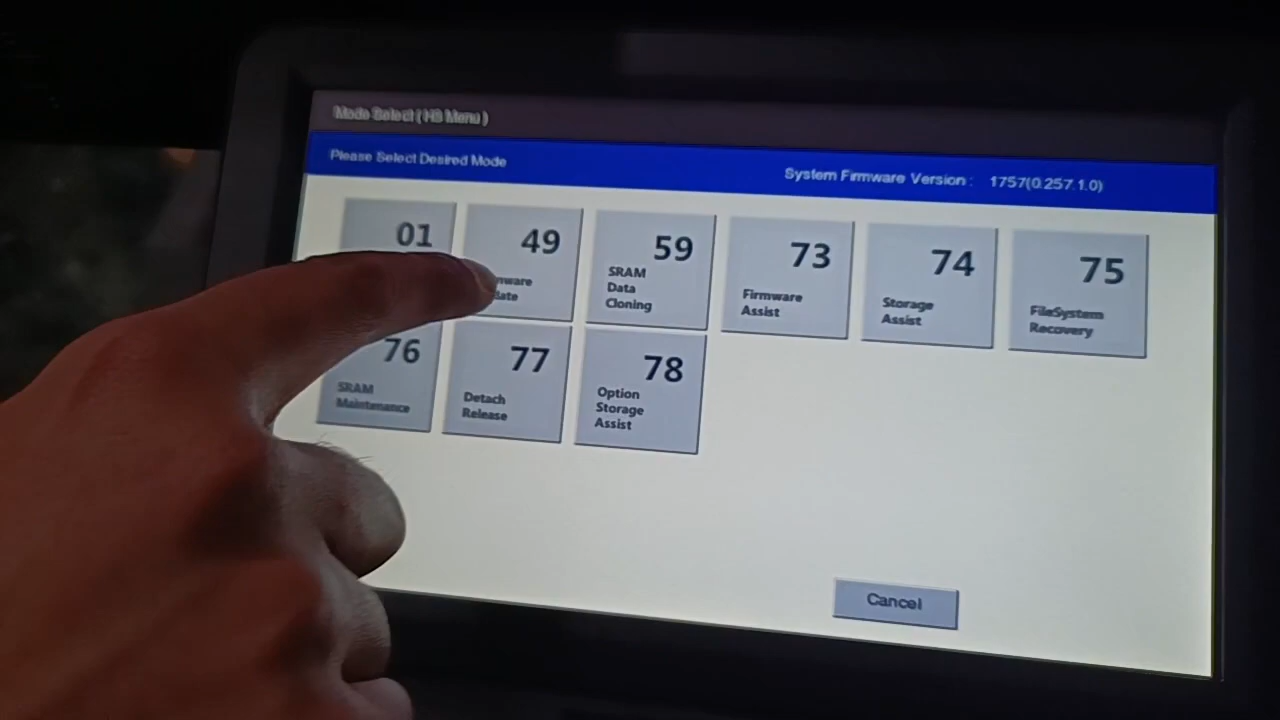 Mode Select ( HS Menu )
Please Select Desired Mode
System Firmware Version : 1757(0.257.1.0)
01
49
59
SRAM
Data
Cloning
73
Firmware
Assist
74
Storage
Assist
75
FileSystem
Recovery
76
SRAM
Maintenance
77
Detach
Release
78
Option
Storage
Assist
Cancel